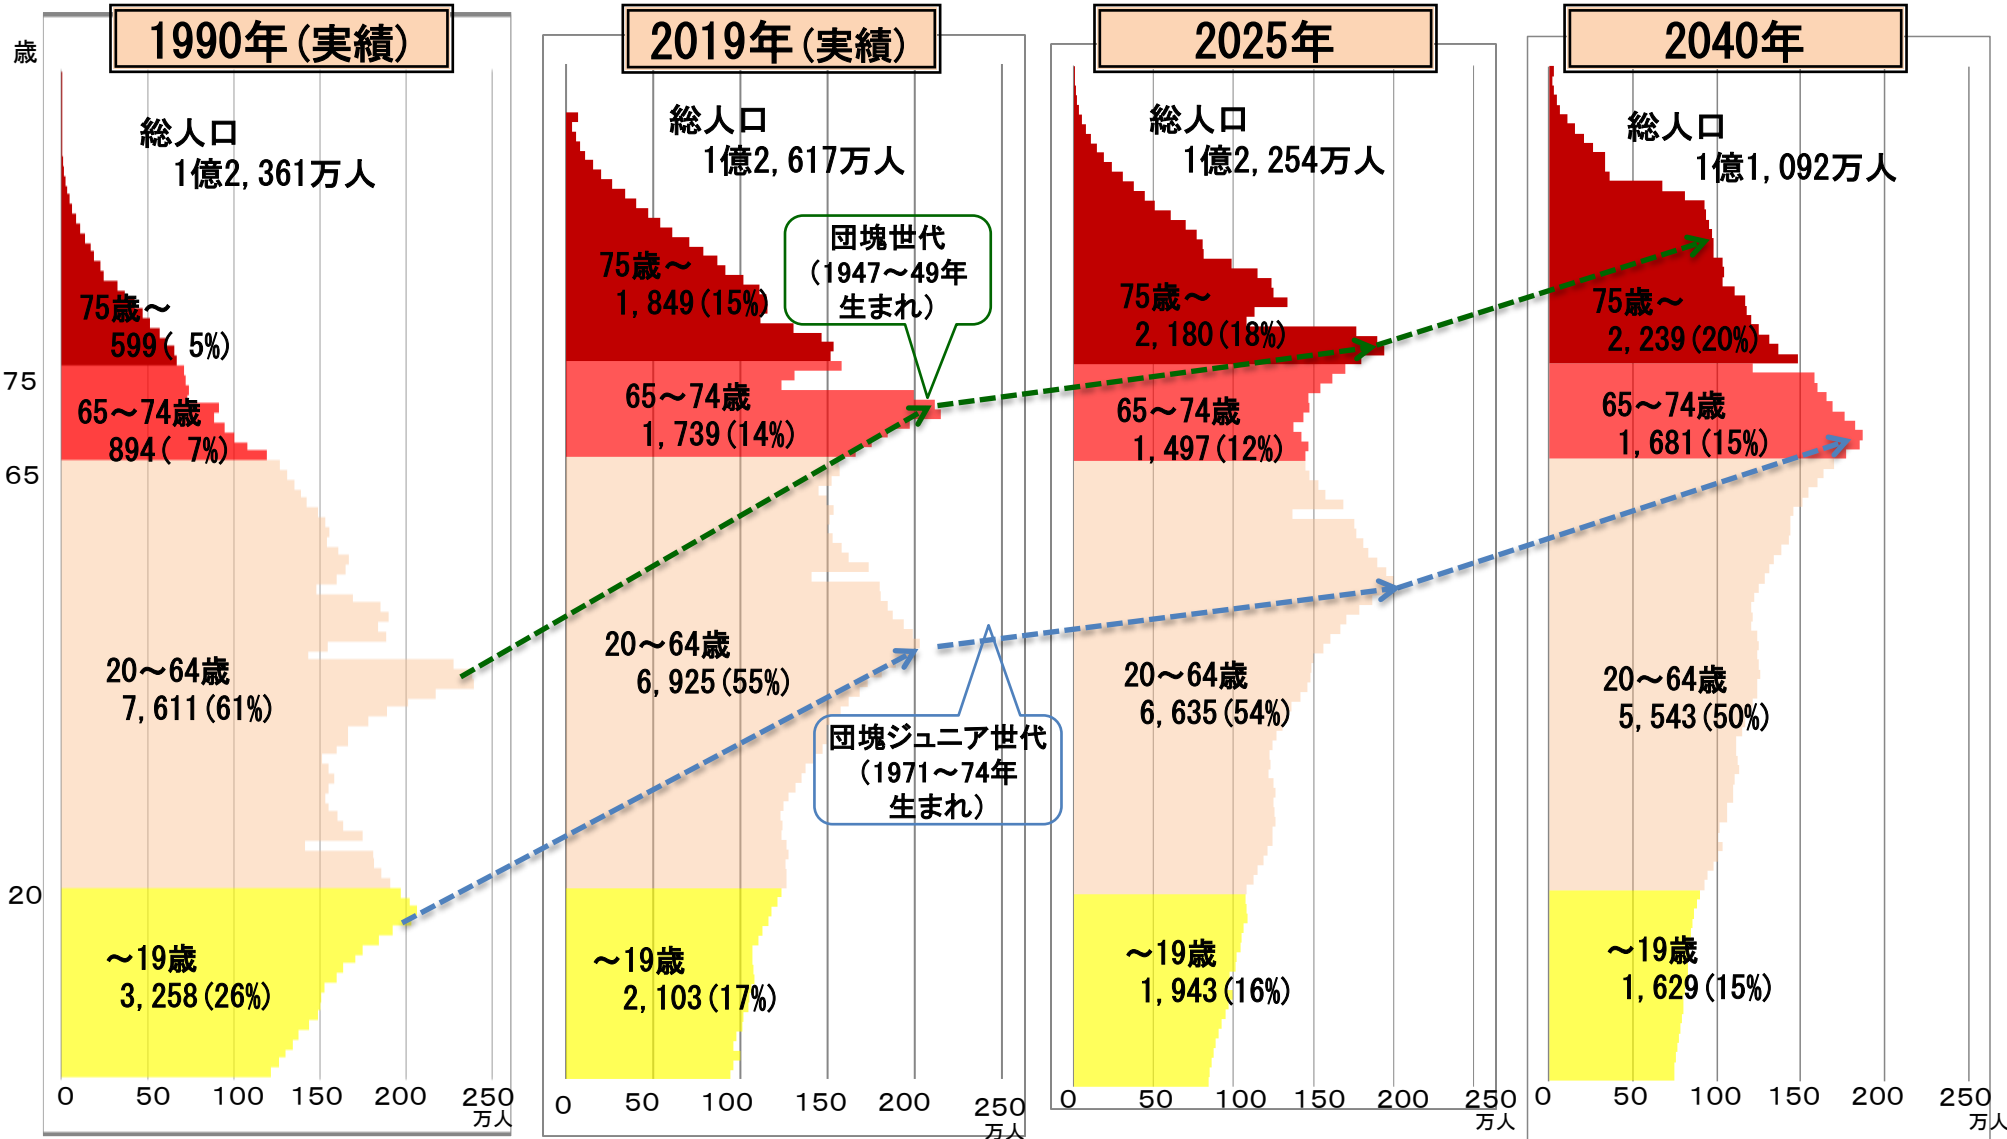 歳
75
65
20
1990年(実績)
総人口
1億2,361万人
75歳～
599( 5%)
65～74歳
894( 7%)
20～64歳
7,611(61%)
～19歳
3,258(26%)
0 50 100 150 200 250
万人
2019年(実績)
総人口
1億2,617万人
75歳～
1,849(15%)
65～74歳
1,739(14%)
20～64歳
6,925(55%)
～19歳
2,103(17%)
0 50 100 150 200 250
万人
団塊世代
(1947～49年
生まれ)
団塊ジュニア世代
(1971～74年
生まれ)
2025年
総人口
1億2,254万人
75歳～
2,180(18%)
65～74歳
1,497(12%)
20～64歳
6,635(54%)
～19歳
1,943(16%)
0 50 100 150 200 250
万人
2040年
総人口
1億1,092万人
75歳～
2,239(20%)
65～74歳
1,681(15%)
20～64歳
5,543(50%)
～19歳
1,629(15%)
0 50 100 150 200 250
万人